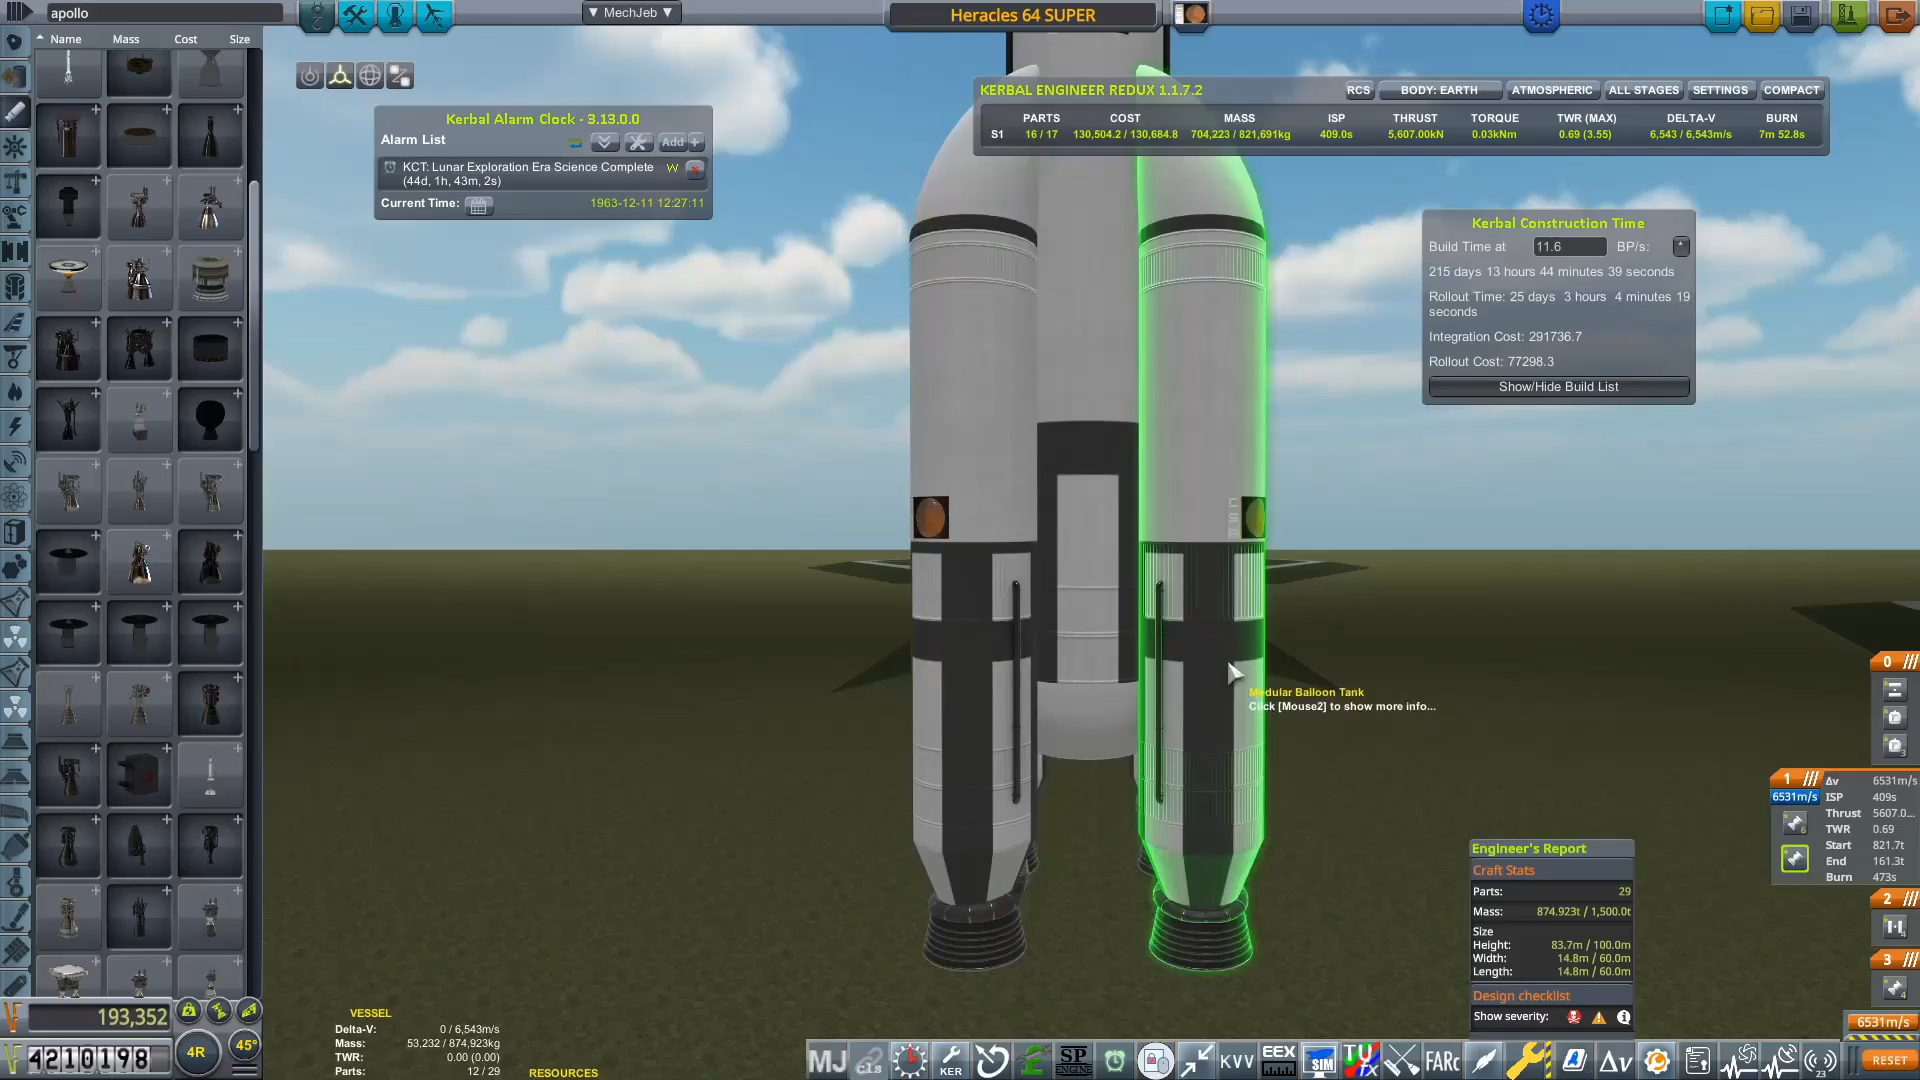 apollo
▼ MechJeb ▼
Heracles 64 SUPER
Name Mass Cost Size
KERBAL ENGINEER REDUX 1.1.7.2
RCS BODY: EARTH ATMOSPHERIC ALL STAGES SETTINGS COMPACT
PARTS COST MASS ISP THRUST TORQUE TWR (MAX) DELTA-V BURN
S1 16 / 17 130,504.2 / 130,684.8 704,223 / 821,691kg 409.0s 5,607.00kN 0.03kNm 0.69 (3.55) 6,543 / 6,543m/s 7m 52.8s
Kerbal Alarm Clock - 3.13.0.0
Alarm List
Add +
KCT: Lunar Exploration Era Science Complete W
(44d, 1h, 43m, 2s)
Current Time: 1963-12-11 12:27:11
Kerbal Construction Time
Build Time at 11.6 BP/s: *
215 days 13 hours 44 minutes 39 seconds
Rollout Time: 25 days 3 hours 4 minutes 19
seconds
Integration Cost: 291736.7
Rollout Cost: 77298.3
Show/Hide Build List
Modular Balloon Tank
Click [Mouse2] to show more info...
0
1
Δv 6531m/s
6531m/s
ISP 409s
Thrust 5607.0...
TWR 0.69
Start 821.7t
End 161.3t
Burn 473s
2
3
6531m/s
Engineer's Report
Craft Stats
Parts: 29
Mass: 874.923t / 1,500.0t
Size
Height: 83.7m / 100.0m
Width: 14.8m / 60.0m
Length: 14.8m / 60.0m
Design checklist
Show severity:
193,352
4210198
4R
45°
VESSEL
Delta-V: 0 / 6,543m/s
Mass: 53,232 / 874,923kg
TWR: 0.00 (0.00)
Parts: 12 / 29
RESOURCES
MJ cls KER SP ENGINE KVV EEX SIM TU fx FARc Δv 23 RESET